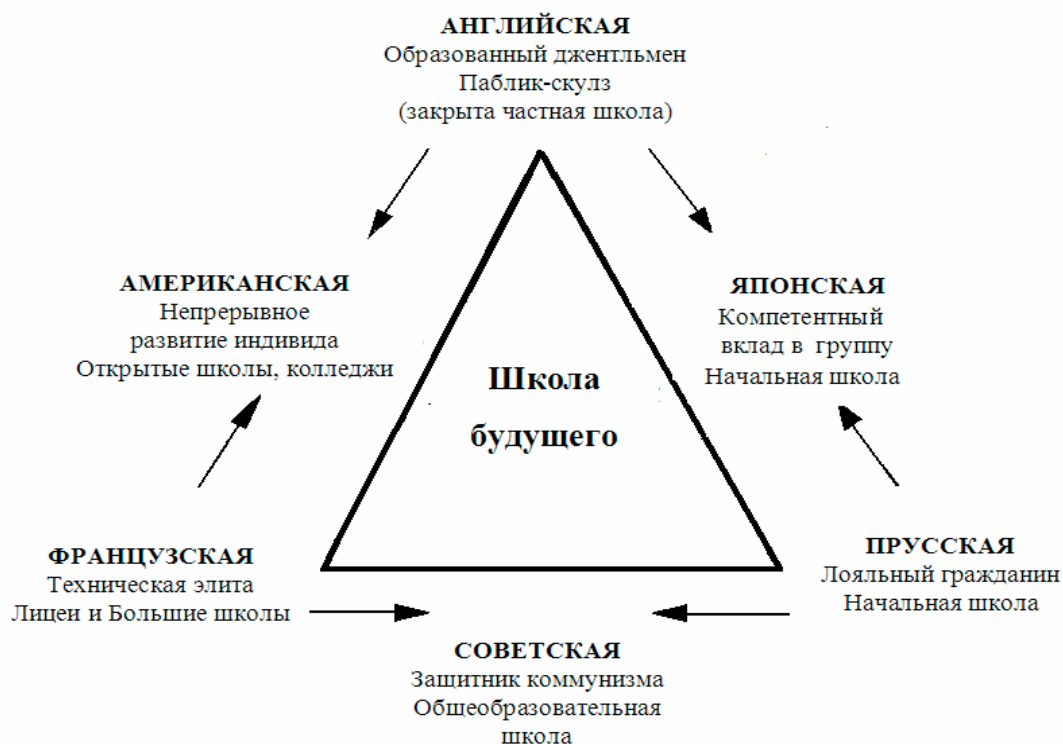 АНГЛИЙСКАЯ
Образованный джентльмен
Паблик-скулз
(закрыта частная школа)
АМЕРИКАНСКАЯ
Непрерывное
развитие индивида
Открытые школы, колледжи
ЯПОНСКАЯ
Компетентный
вклад в группу
Начальная школа
Школа
будущего
ФРАНЦУЗСКАЯ
Техническая элита
Лицеи и Большие школы
ПРУССКАЯ
Лояльный гражданин
Начальная школа
СОВЕТСКАЯ
Защитник коммунизма
Общеобразовательная
школа